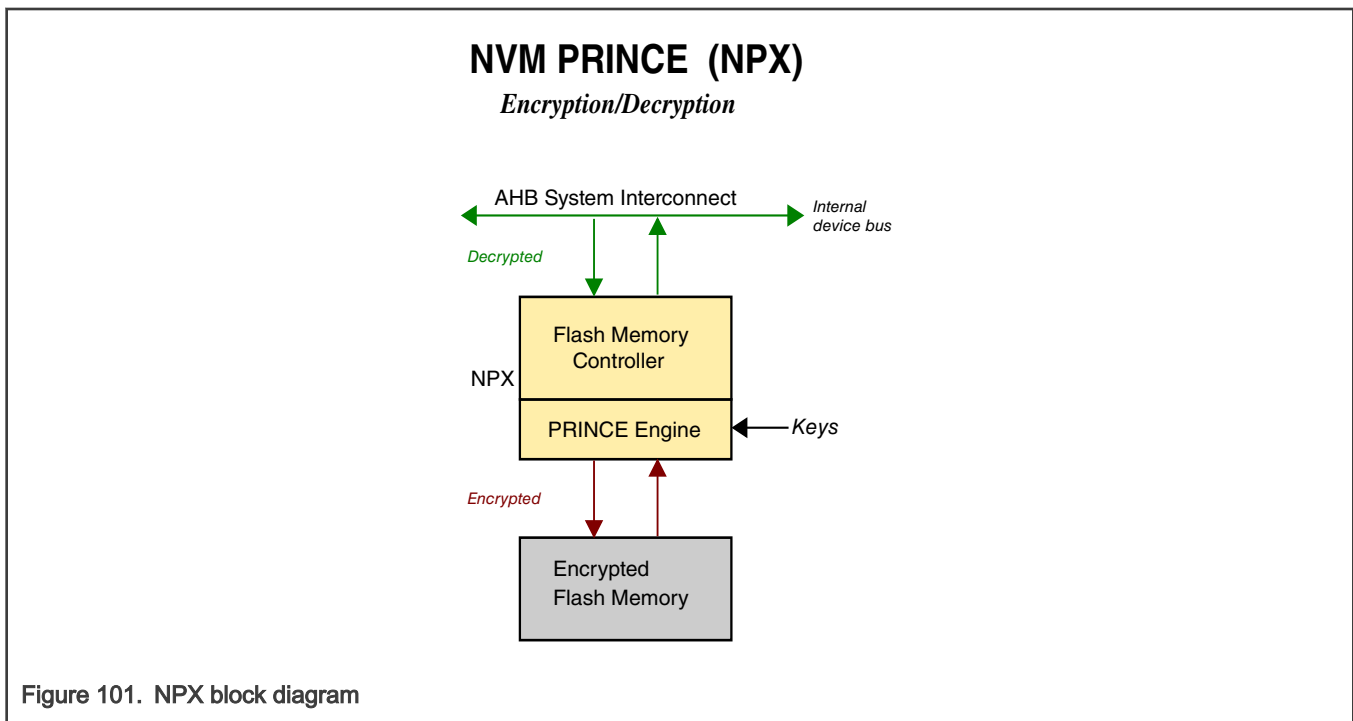 NVM PRINCE (NPX)
Encryption/Decryption
AHB System Interconnect
Internal
device bus
Decrypted
Flash Memory
Controller
NPX
PRINCE Engine
Keys
Encrypted
Encrypted
Flash Memory
Figure 101. NPX block diagram